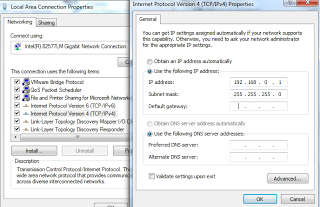 Local Area Connection Properties
Networking
Sharing
Connect using:
Intel(R) 82577LM Gigabit Network Connection
This connection uses the following items:
VMware Bridge Protocol
QoS Packet Scheduler
File and Printer Sharing for Microsoft Network
Internet Protocol Version 6 (TCP/IPv6)
Internet Protocol Version 4 (TCP/IPv4)
Link-Layer Topology Discovery Mapper I/O
Link-Layer Topology Discovery Responder
Install...
Uninstall
Description
Transmission Control Protocol/Internet Protocol. The
wide area network protocol that provides communicat
across diverse interconnected networks.
OK
Internet Protocol Version 4 (TCP/IPv4) Properties
General
You can get IP settings assigned automatically if your network supports
this capability. Otherwise, you need to ask your network administrator
for the appropriate IP settings.
Obtain an IP address automatically
Use the following IP address:
IP address: 192 . 168 . 0 . 1
Subnet mask: 255 . 255 . 255 . 0
Default gateway: . . .
Obtain DNS server address automatically
Use the following DNS server addresses:
Preferred DNS server: . . .
Alternate DNS server: . . .
Validate settings upon exit
Advanced...
OK
Cancel